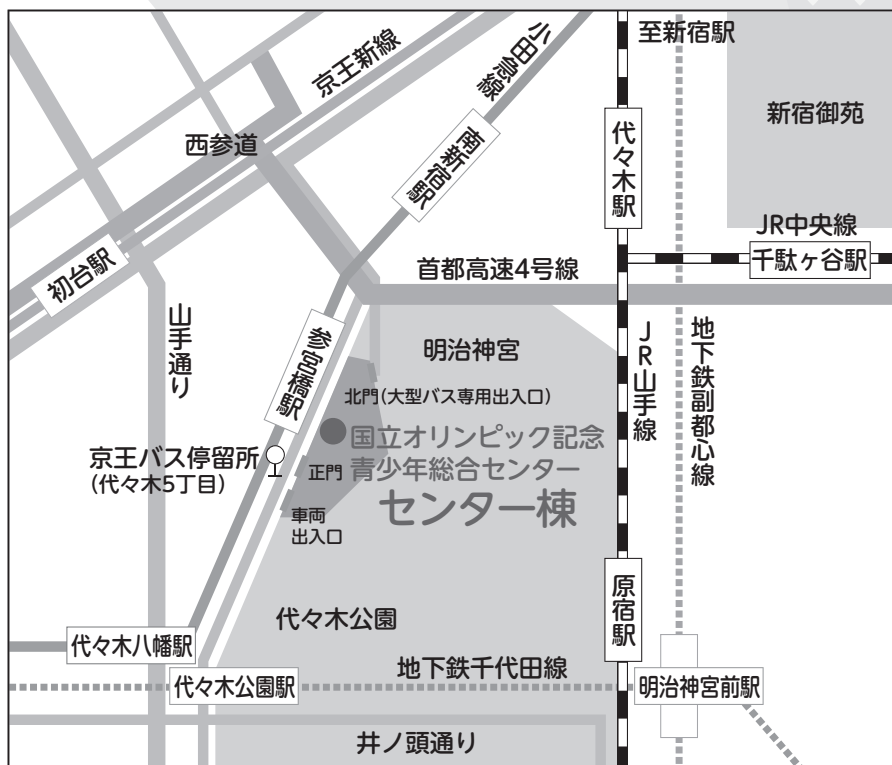 至新宿駅
京王新線
小田急線
新宿御苑
西参道
南新宿駅
代々木駅
JR中央線
千駄ヶ谷駅
初台駅
首都高速4号線
山手通り
参宮橋駅
明治神宮
JR山手線
地下鉄副都心線
北門(大型バス専用出入口)
国立オリンピック記念
青少年総合センター
センター棟
京王バス停留所
(代々木5丁目)
正門
車両
出入口
原宿駅
代々木公園
代々木八幡駅
地下鉄千代田線
代々木公園駅
明治神宮前駅
井ノ頭通り